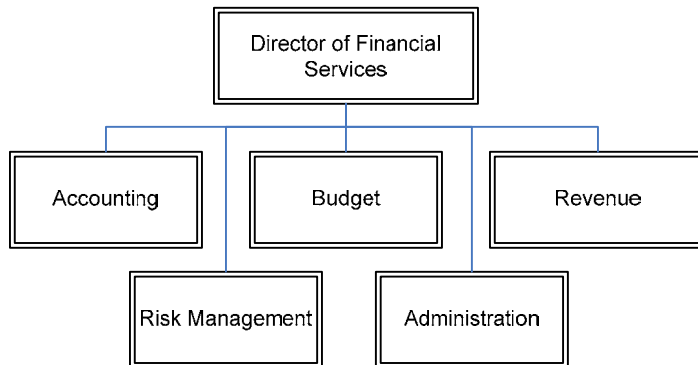 Director of Financial
Services
Accounting
Budget
Revenue
Risk Management
Administration